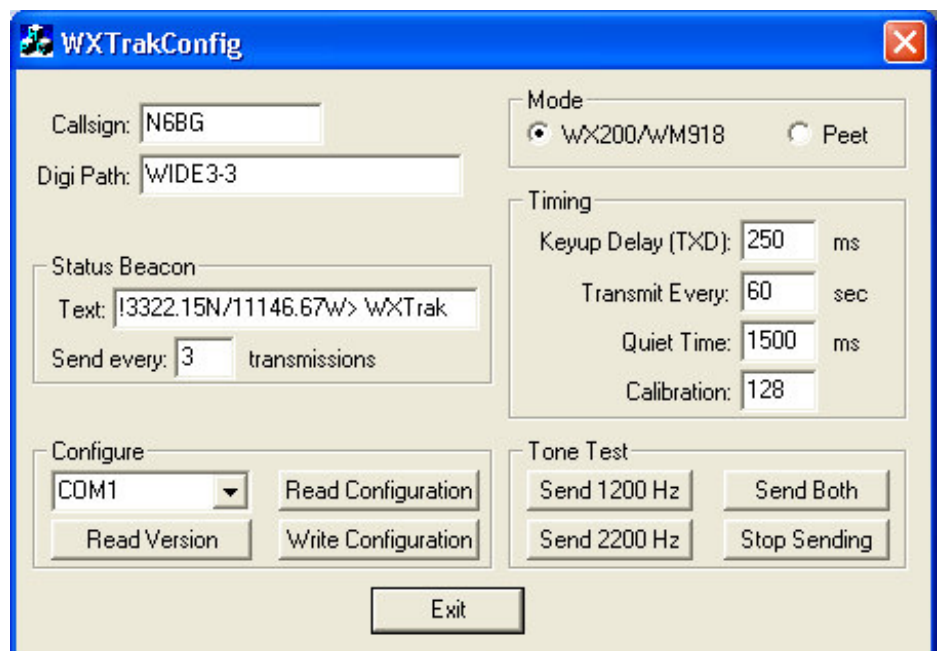 WXTrakConfig
Callsign: N6BG
Digi Path: WIDE3-3
Mode
WX200/WM918 Peet
Status Beacon
Text: !3322.15N/11146.67W> WXTrak
Send every: 3 transmissions
Timing
Keyup Delay (TXD): 250 ms
Transmit Every: 60 sec
Quiet Time: 1500 ms
Calibration: 128
Configure
COM1 Read Configuration
Read Version Write Configuration
Tone Test
Send 1200 Hz Send Both
Send 2200 Hz Stop Sending
Exit